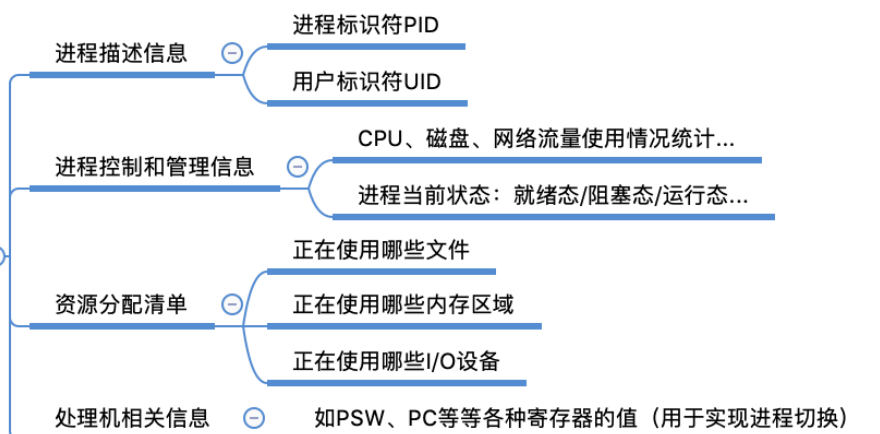 进程描述信息
进程标识符PID
用户标识符UID
进程控制和管理信息
CPU、磁盘、网络流量使用情况统计...
进程当前状态：就绪态/阻塞态/运行态...
资源分配清单
正在使用哪些文件
正在使用哪些内存区域
正在使用哪些I/O设备
处理机相关信息
如PSW、PC等等各种寄存器的值（用于实现进程切换）